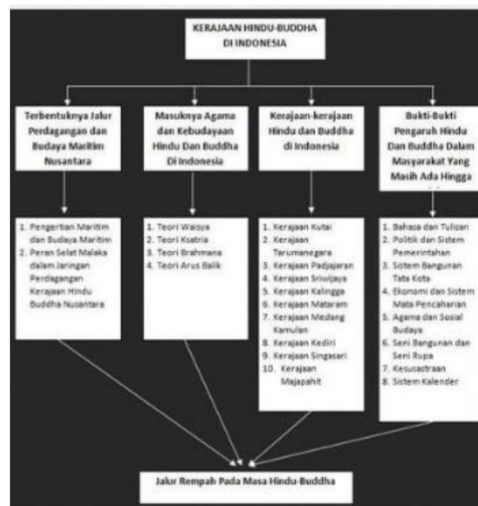 KERAJAAN HINDU-BUDDHA
DI INDONESIA
Terbentuknya Jalur
Perdagangan dan
Budaya Maritim
Nusantara
Masuknya Agama
dan Kebudayaan
Hindu Dan Buddha
Di Indonesia
Kerajaan-kerajaan
Hindu dan Buddha
di Indonesia
Bukti-Bukti
Pengaruh Hindu
Dan Buddha Dalam
Masyarakat Yang
Masih Ada Hingga
1. Pengertian Maritim
dan Budaya Maritim
2. Peran Selat Malaka
dalam Jaringan
Perdagangan
Kerajaan Hindu
Buddha Nusantara
1. Teori Waisya
2. Teori Ksatria
3. Teori Brahmana
4. Teori Arus Balik
1. Kerajaan Kutai
2. Kerajaan
Tarumanegara
3. Kerajaan Padjajaran
4. Kerajaan Sriwijaya
5. Kerajaan Kalingga
6. Kerajaan Mataram
7. Kerajaan Medang
Kamulan
8. Kerajaan Kediri
9. Kerajaan Singasari
10. Kerajaan
Majapahit
1. Bahasa dan Tulisan
2. Politik dan Sistem
Pemerintahan
3. Sistem Bangunan
Tata Kota
4. Ekonomi dan Sistem
Mata Pencaharian
5. Agama dan Sosial
Budaya
6. Seni Bangunan dan
Seni Rupa
7. Kesusastraan
8. Sistem Kalender
Jalur Rempah Pada Masa Hindu-Buddha